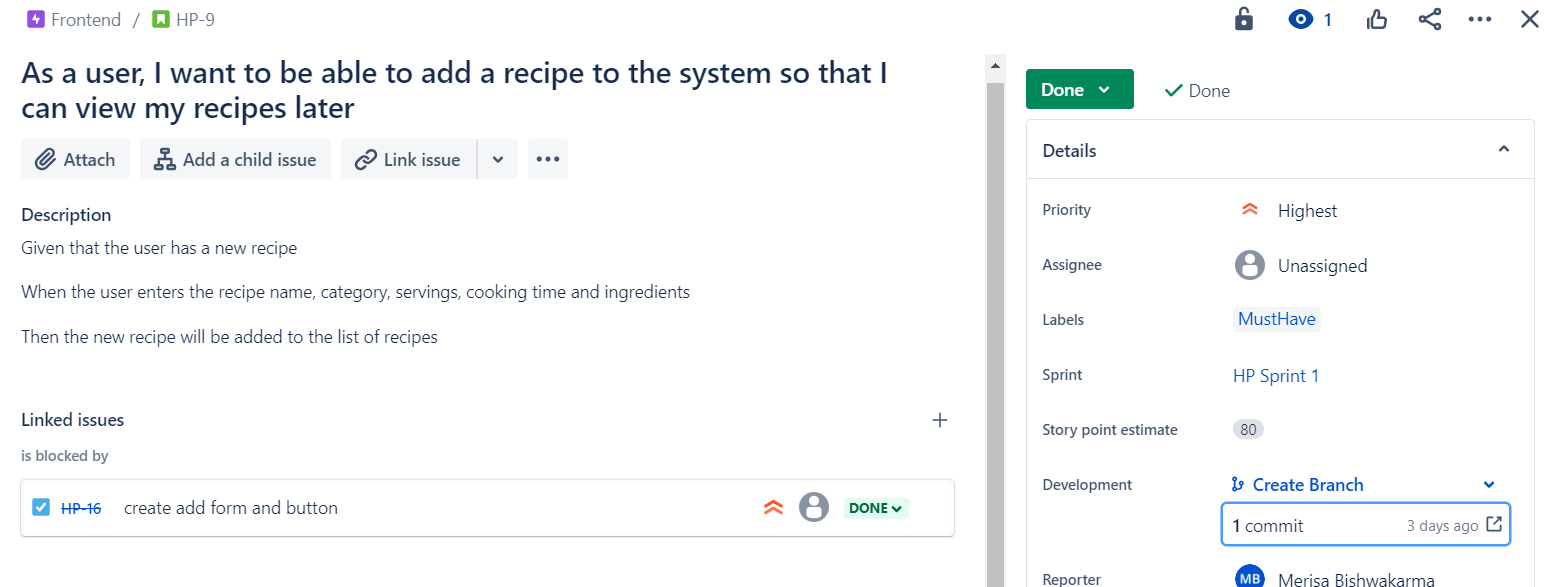 Frontend / HP-9
1
As a user, I want to be able to add a recipe to the system so that I
can view my recipes later
Attach
Add a child issue
Link issue
Description
Given that the user has a new recipe
When the user enters the recipe name, category, servings, cooking time and ingredients
Then the new recipe will be added to the list of recipes
Linked issues
is blocked by
HP-16 create add form and button DONE
Done
Done
Details
Priority Highest
Assignee Unassigned
Labels MustHave
Sprint HP Sprint 1
Story point estimate 80
Development Create Branch
1 commit 3 days ago
Reporter MB Merisa Bishwakarma